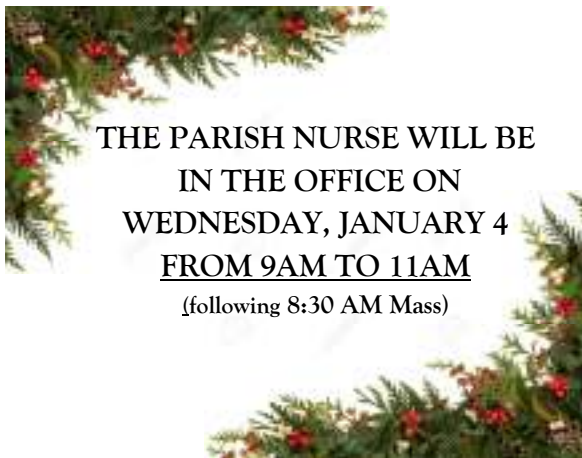 THE PARISH NURSE WILL BE
IN THE OFFICE ON
WEDNESDAY, JANUARY 4
FROM 9AM TO 11AM
(following 8:30 AM Mass)